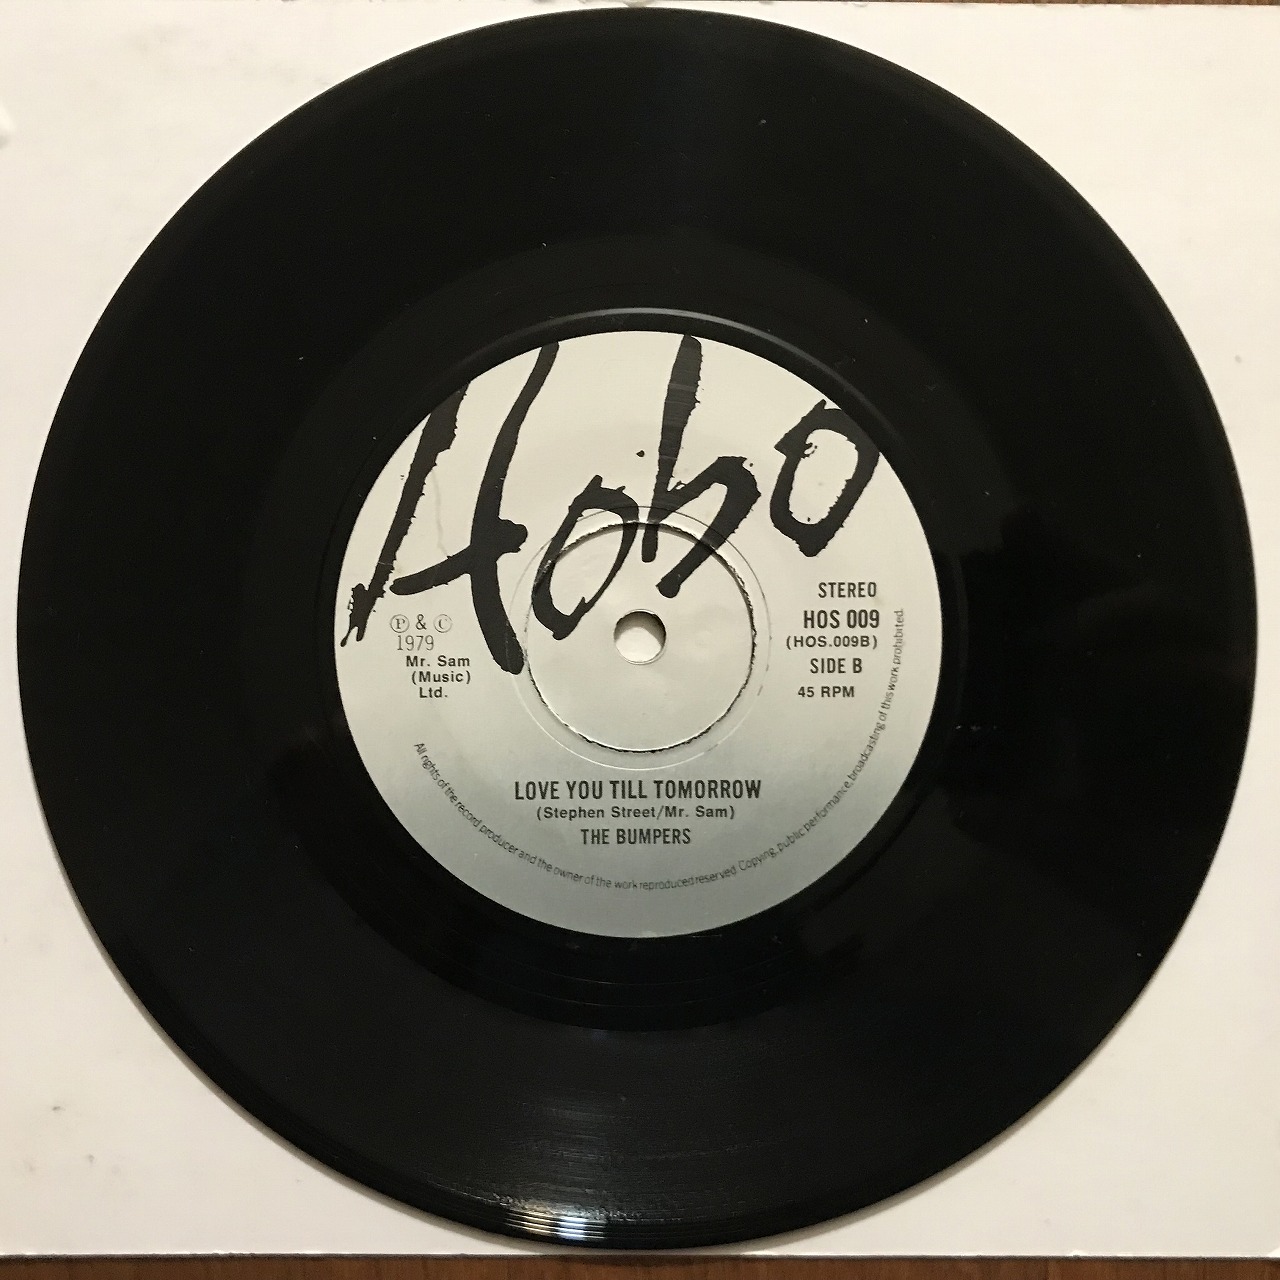 Hobo
STEREO
HOS 009
(HOS.009B)
SIDE B
45 RPM
Ⓟ & Ⓒ
1979
Mr. Sam
(Music)
Ltd.
LOVE YOU TILL TOMORROW
(Stephen Street/Mr. Sam)
THE BUMPERS
All rights of the record producer and the owner of the work reproduced reserved. Copying, public performance, broadcasting of this work prohibited.